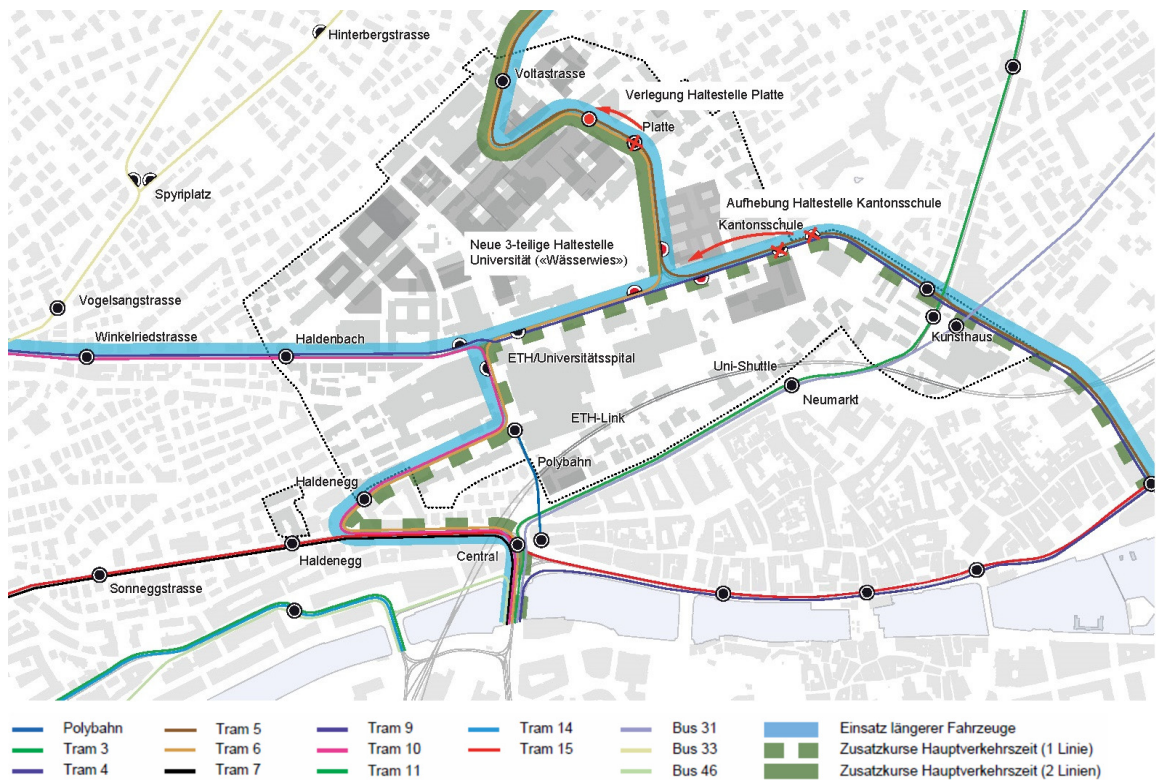 Hinterbergstrasse
Voltastrasse
Verlegung Haltestelle Platte
Platte
Spyriplatz
Aufhebung Haltestelle Kantonsschule
Kantonsschule
Neue 3-teilige Haltestelle
Universität («Wässerwies»)
Vogelsangstrasse
Winkelriedstrasse
Haldenbach
Kunsthaus
ETH/Universitätsspital
Uni-Shuttle
Neumarkt
ETH-Link
Polybahn
Haldenegg
Haldenegg
Central
Sonneggstrasse
Polybahn
Tram 3
Tram 4
Tram 5
Tram 6
Tram 7
Tram 9
Tram 10
Tram 11
Tram 14
Tram 15
Bus 31
Bus 33
Bus 46
Einsatz längerer Fahrzeuge
Zusatzkurse Hauptverkehrszeit (1 Linie)
Zusatzkurse Hauptverkehrszeit (2 Linien)